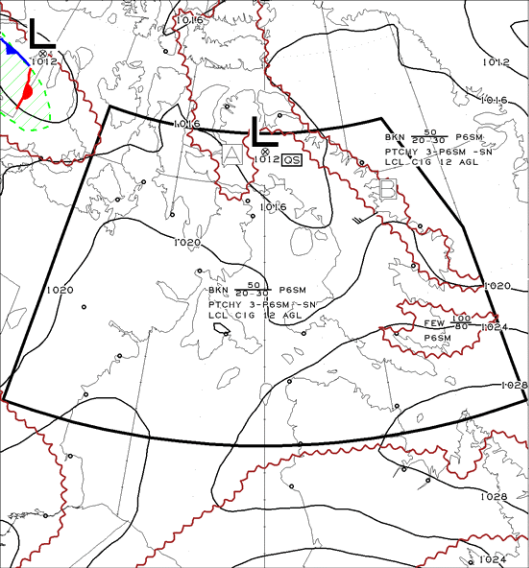 1016
L
1012
1012
1016
1016
L
1012 QS
A
BKN 50/20-30 P6SM
PTCHY 3-P6SM -SN
LCL CIG 12 AGL
B
1016
1020
1020
1020
BKN 50/20-30 P6SM
PTCHY 3-P6SM -SN
LCL CIG 12 AGL
FEW 100/80
P6SM
1024
1028
1028
1024